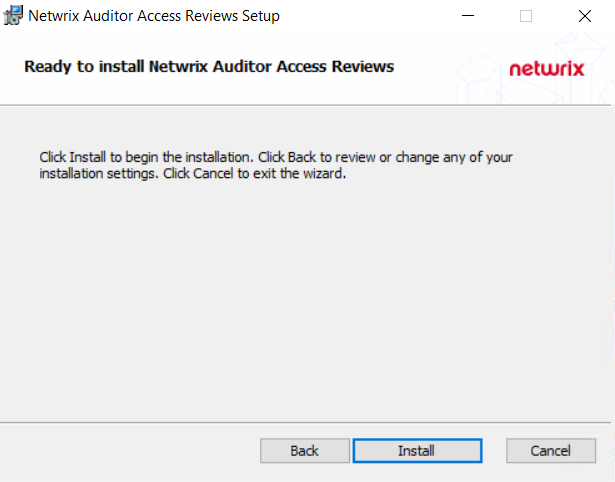 Netwrix Auditor Access Reviews Setup
Ready to install Netwrix Auditor Access Reviews
netwrix
Click Install to begin the installation. Click Back to review or change any of your
installation settings. Click Cancel to exit the wizard.
Back Install Cancel